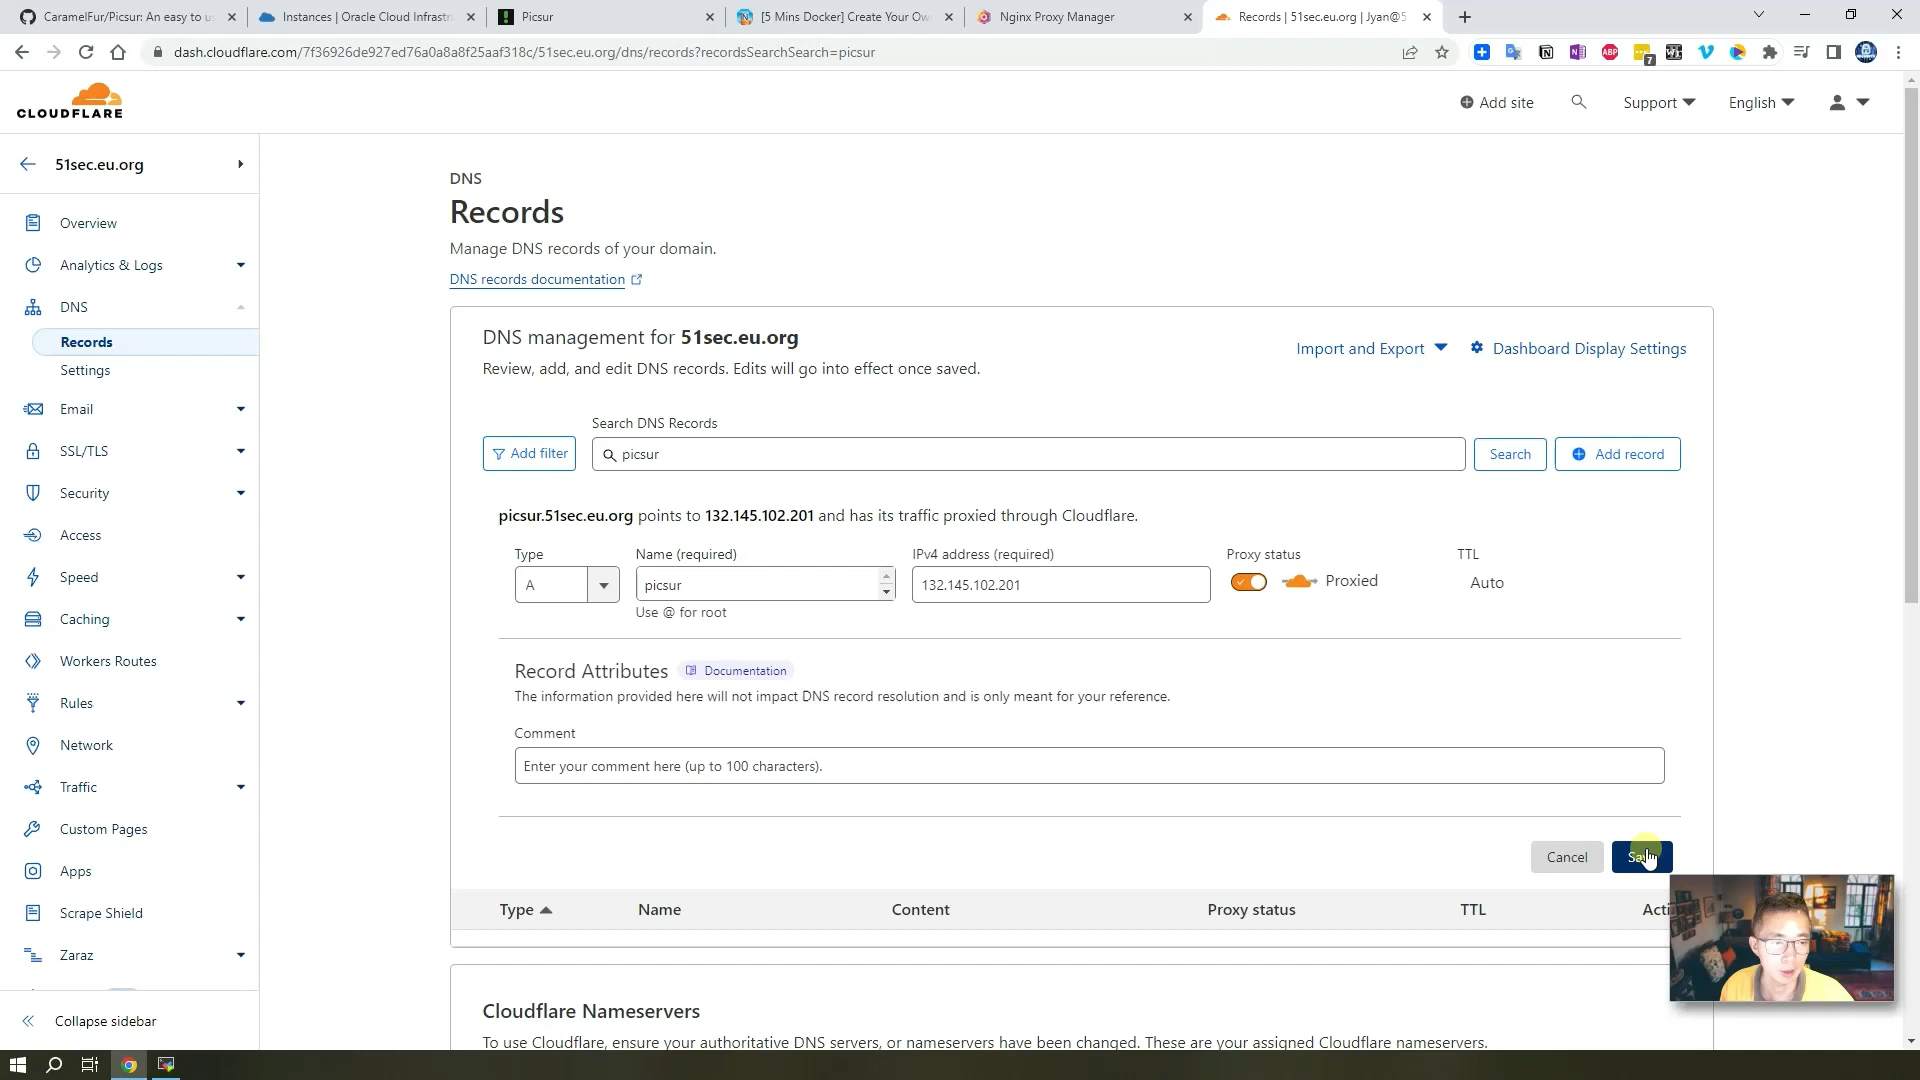 CaramelFur/Picsur: An easy to us
Instances | Oracle Cloud Infrastru
Picsur
[5 Mins Docker] Create Your Ow
Nginx Proxy Manager
Records | 51sec.eu.org | Jyan@5
dash.cloudflare.com/7f36926de927ed76a0a8a8f25aaf318c/51sec.eu.org/dns/records?recordsSearchSearch=picsur
ABP
7
CLOUDFLARE
Add site
Support
English
51sec.eu.org
Overview
Analytics & Logs
DNS
Records
Settings
Email
SSL/TLS
Security
Access
Speed
Caching
Workers Routes
Rules
Network
Traffic
Custom Pages
Apps
Scrape Shield
Zaraz
Collapse sidebar
DNS
Records
Manage DNS records of your domain.
DNS records documentation
DNS management for 51sec.eu.org
Review, add, and edit DNS records. Edits will go into effect once saved.
Import and Export
Dashboard Display Settings
Search DNS Records
Add filter
picsur
Search
Add record
picsur.51sec.eu.org points to 132.145.102.201 and has its traffic proxied through Cloudflare.
Type
Name (required)
IPv4 address (required)
Proxy status
TTL
A
picsur
132.145.102.201
Proxied
Auto
Use @ for root
Record Attributes
Documentation
The information provided here will not impact DNS record resolution and is only meant for your reference.
Comment
Enter your comment here (up to 100 characters).
Cancel
Type
Name
Content
Proxy status
TTL
Cloudflare Nameservers
To use Cloudflare, ensure your authoritative DNS servers, or nameservers have been changed. These are your assigned Cloudflare nameservers.